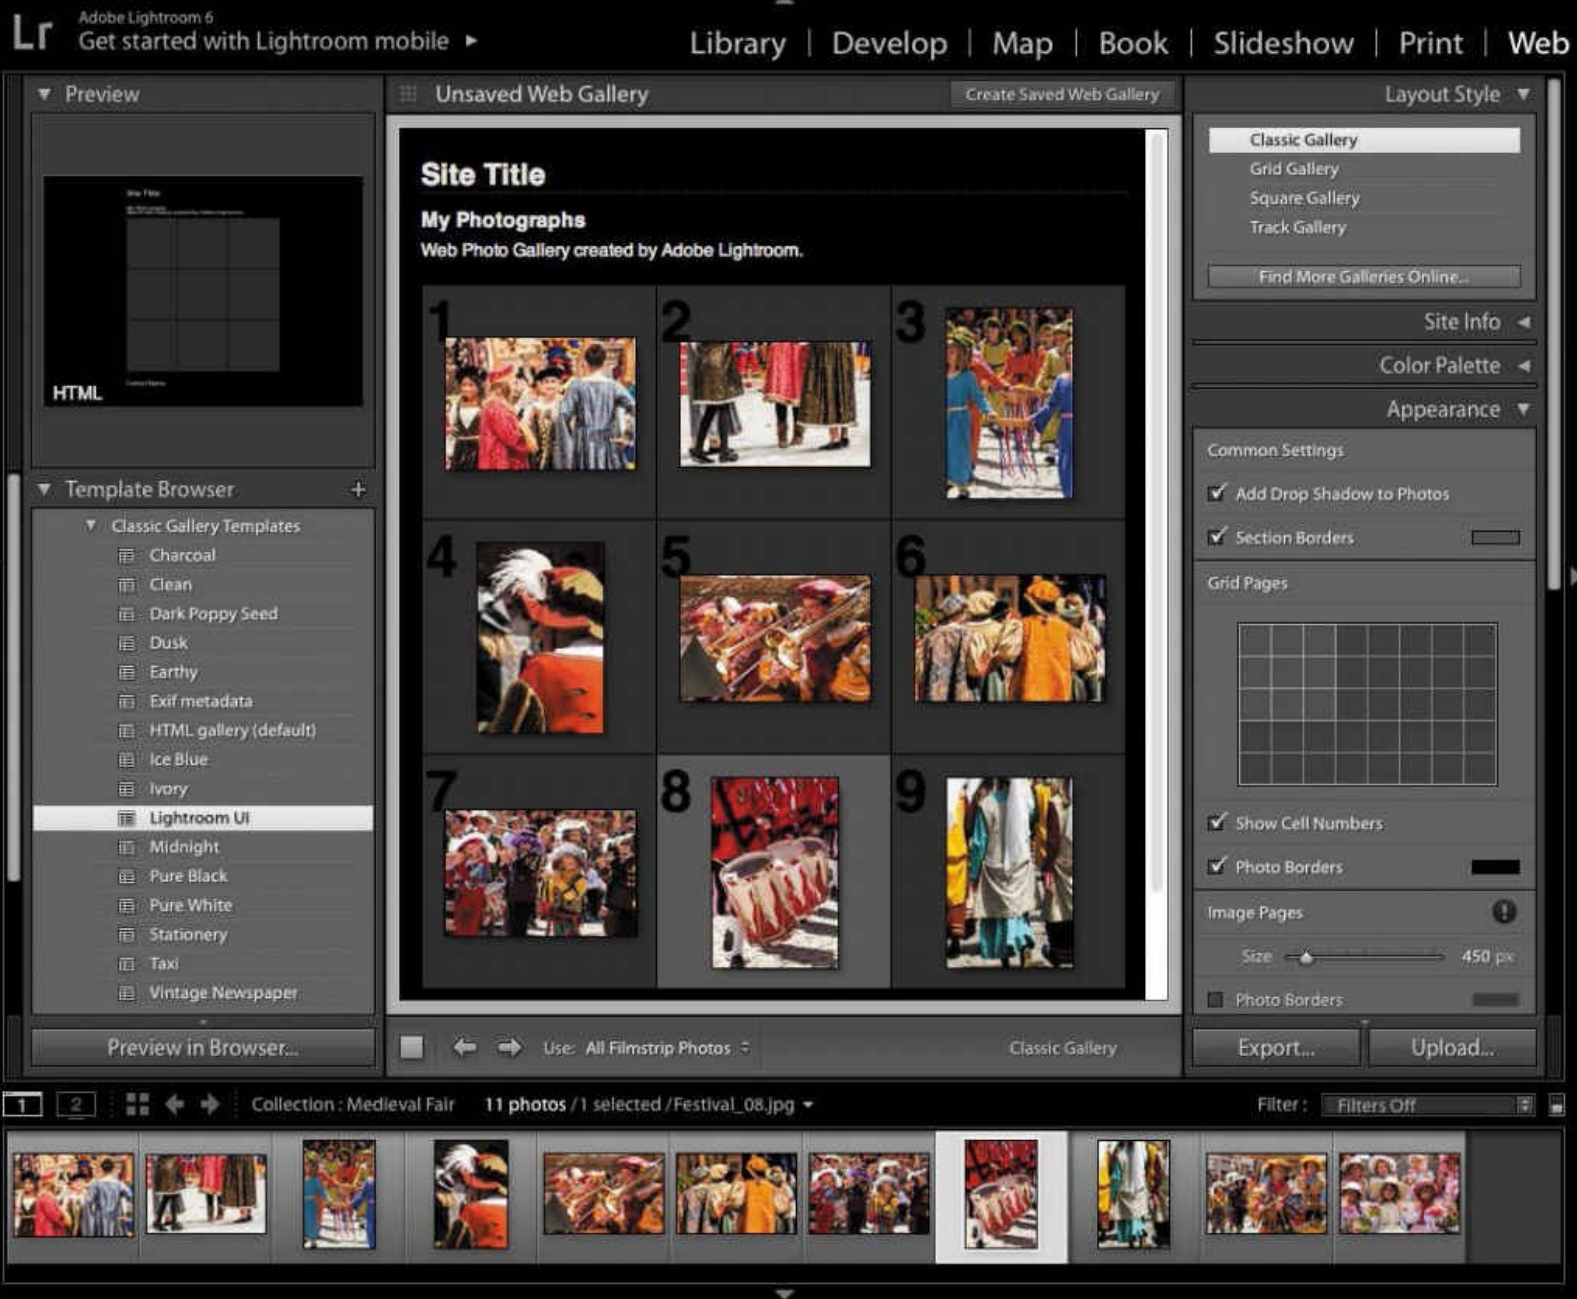 Lr
Adobe Lightroom 6
Get started with Lightroom mobile
Library | Develop | Map | Book | Slideshow | Print | Web
Preview
Site Title
HTML
Template Browser
Classic Gallery Templates
Charcoal
Clean
Dark Poppy Seed
Dusk
Earthy
Exif metadata
HTML gallery (default)
Ice Blue
Ivory
Lightroom UI
Midnight
Pure Black
Pure White
Stationery
Taxi
Vintage Newspaper
Preview in Browser...
Unsaved Web Gallery
Create Saved Web Gallery
Site Title
My Photographs
Web Photo Gallery created by Adobe Lightroom.
1 2 3
4 5 6
7 8 9
Use: All Filmstrip Photos
Classic Gallery
Layout Style
Classic Gallery
Grid Gallery
Square Gallery
Track Gallery
Find More Galleries Online...
Site Info
Color Palette
Appearance
Common Settings
Add Drop Shadow to Photos
Section Borders
Grid Pages
Show Cell Numbers
Photo Borders
Image Pages
Size 450 px
Photo Borders
Export...
Upload...
1 2
Collection : Medieval Fair 11 photos / 1 selected / Festival_08.jpg
Filter : Filters Off